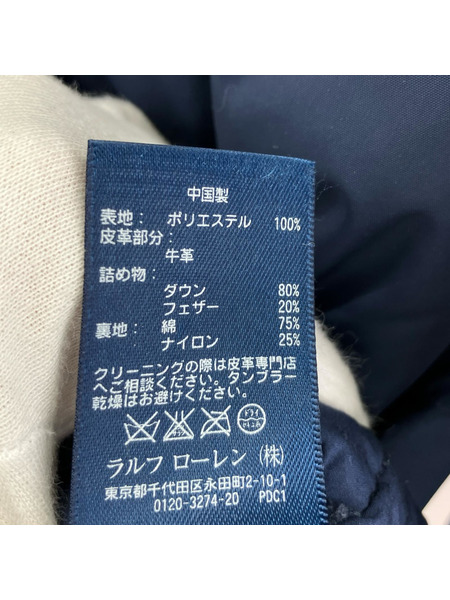 中国製
表地： ポリエステル 100%
皮革部分：
牛革
詰め物：
ダウン 80%
フェザー 20%
裏地： 綿 75%
ナイロン 25%
クリーニングの際は皮革専門店
へご相談ください。タンブラー
乾燥はお避けください。
ドライ
ラルフ ローレン （株）
東京都千代田区永田町2-10-1
0120-3274-20 PDC1